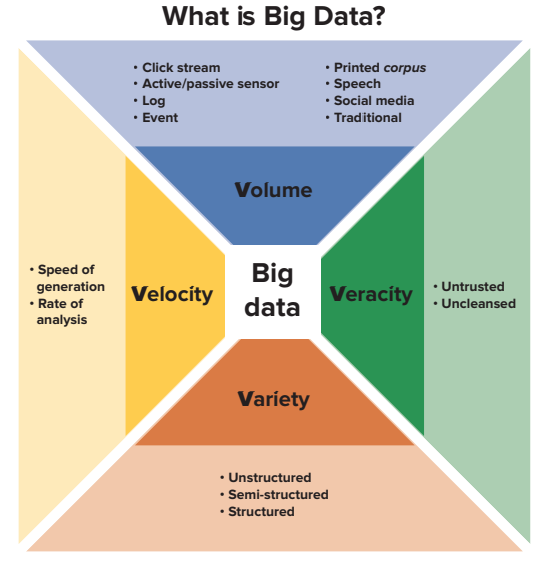 What is Big Data?
• Click stream
• Active/passive sensor
• Log
• Event
• Printed corpus
• Speech
• Social media
• Traditional
Volume
• Speed of
generation
• Rate of
analysis
Velocity
Big
data
Veracity
• Untrusted
• Uncleansed
Variety
• Unstructured
• Semi-structured
• Structured